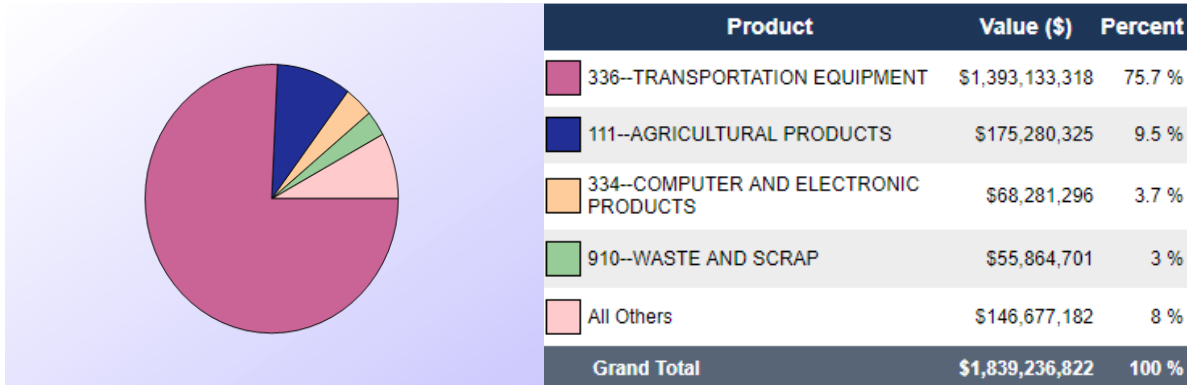 Product Value ($) Percent
336--TRANSPORTATION EQUIPMENT $1,393,133,318 75.7 %
111--AGRICULTURAL PRODUCTS $175,280,325 9.5 %
334--COMPUTER AND ELECTRONIC
PRODUCTS $68,281,296 3.7 %
910--WASTE AND SCRAP $55,864,701 3 %
All Others $146,677,182 8 %
Grand Total $1,839,236,822 100 %